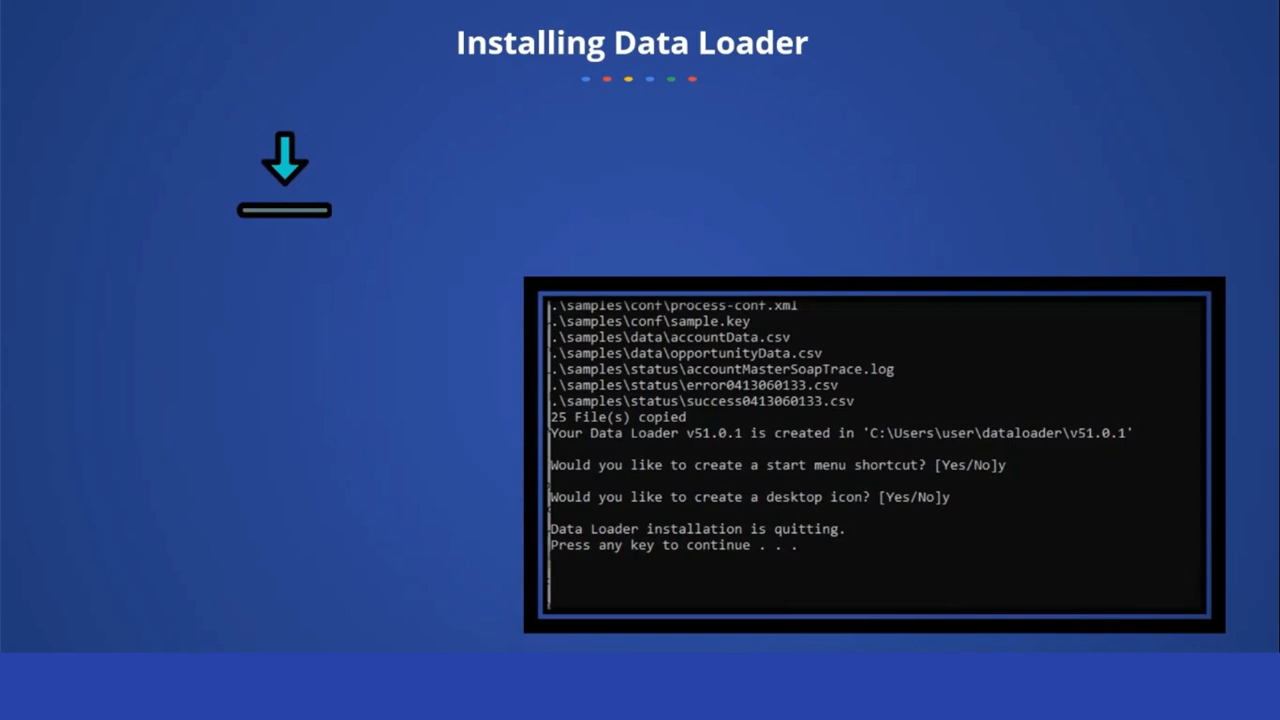 Installing Data Loader
.\samples\conf\process-conf.xml
.\samples\conf\sample.key
.\samples\data\accountData.csv
.\samples\data\opportunityData.csv
.\samples\status\accountMasterSoapTrace.log
.\samples\status\error0413060133.csv
.\samples\status\success0413060133.csv
25 File(s) copied
Your Data Loader v51.0.1 is created in 'C:\Users\user\dataloader\v51.0.1'
Would you like to create a start menu shortcut? [Yes/No]y
Would you like to create a desktop icon? [Yes/No]y
Data Loader installation is quitting.
Press any key to continue . . .